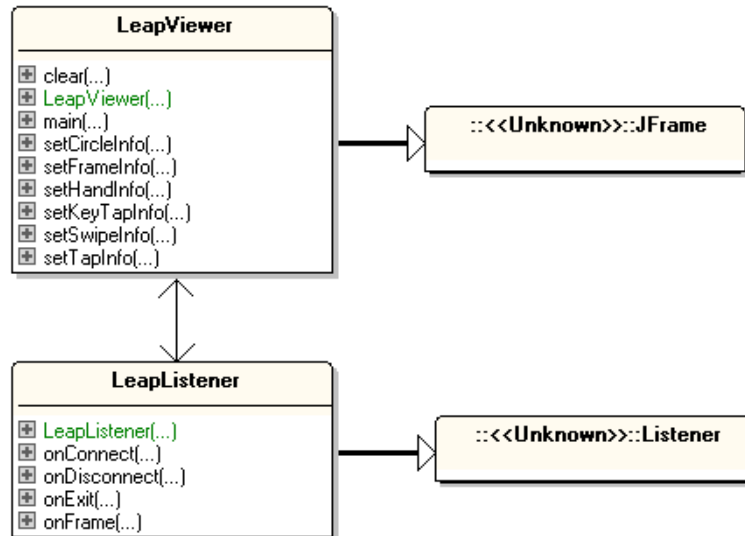 LeapViewer
clear(...)
LeapViewer(...)
main(...)
setCircleInfo(...)
setFrameInfo(...)
setHandInfo(...)
setKeyTapInfo(...)
setSwipeInfo(...)
setTapInfo(...)
::<<Unknown>>::JFrame
LeapListener
LeapListener(...)
onConnect(...)
onDisconnect(...)
onExit(...)
onFrame(...)
::<<Unknown>>::Listener